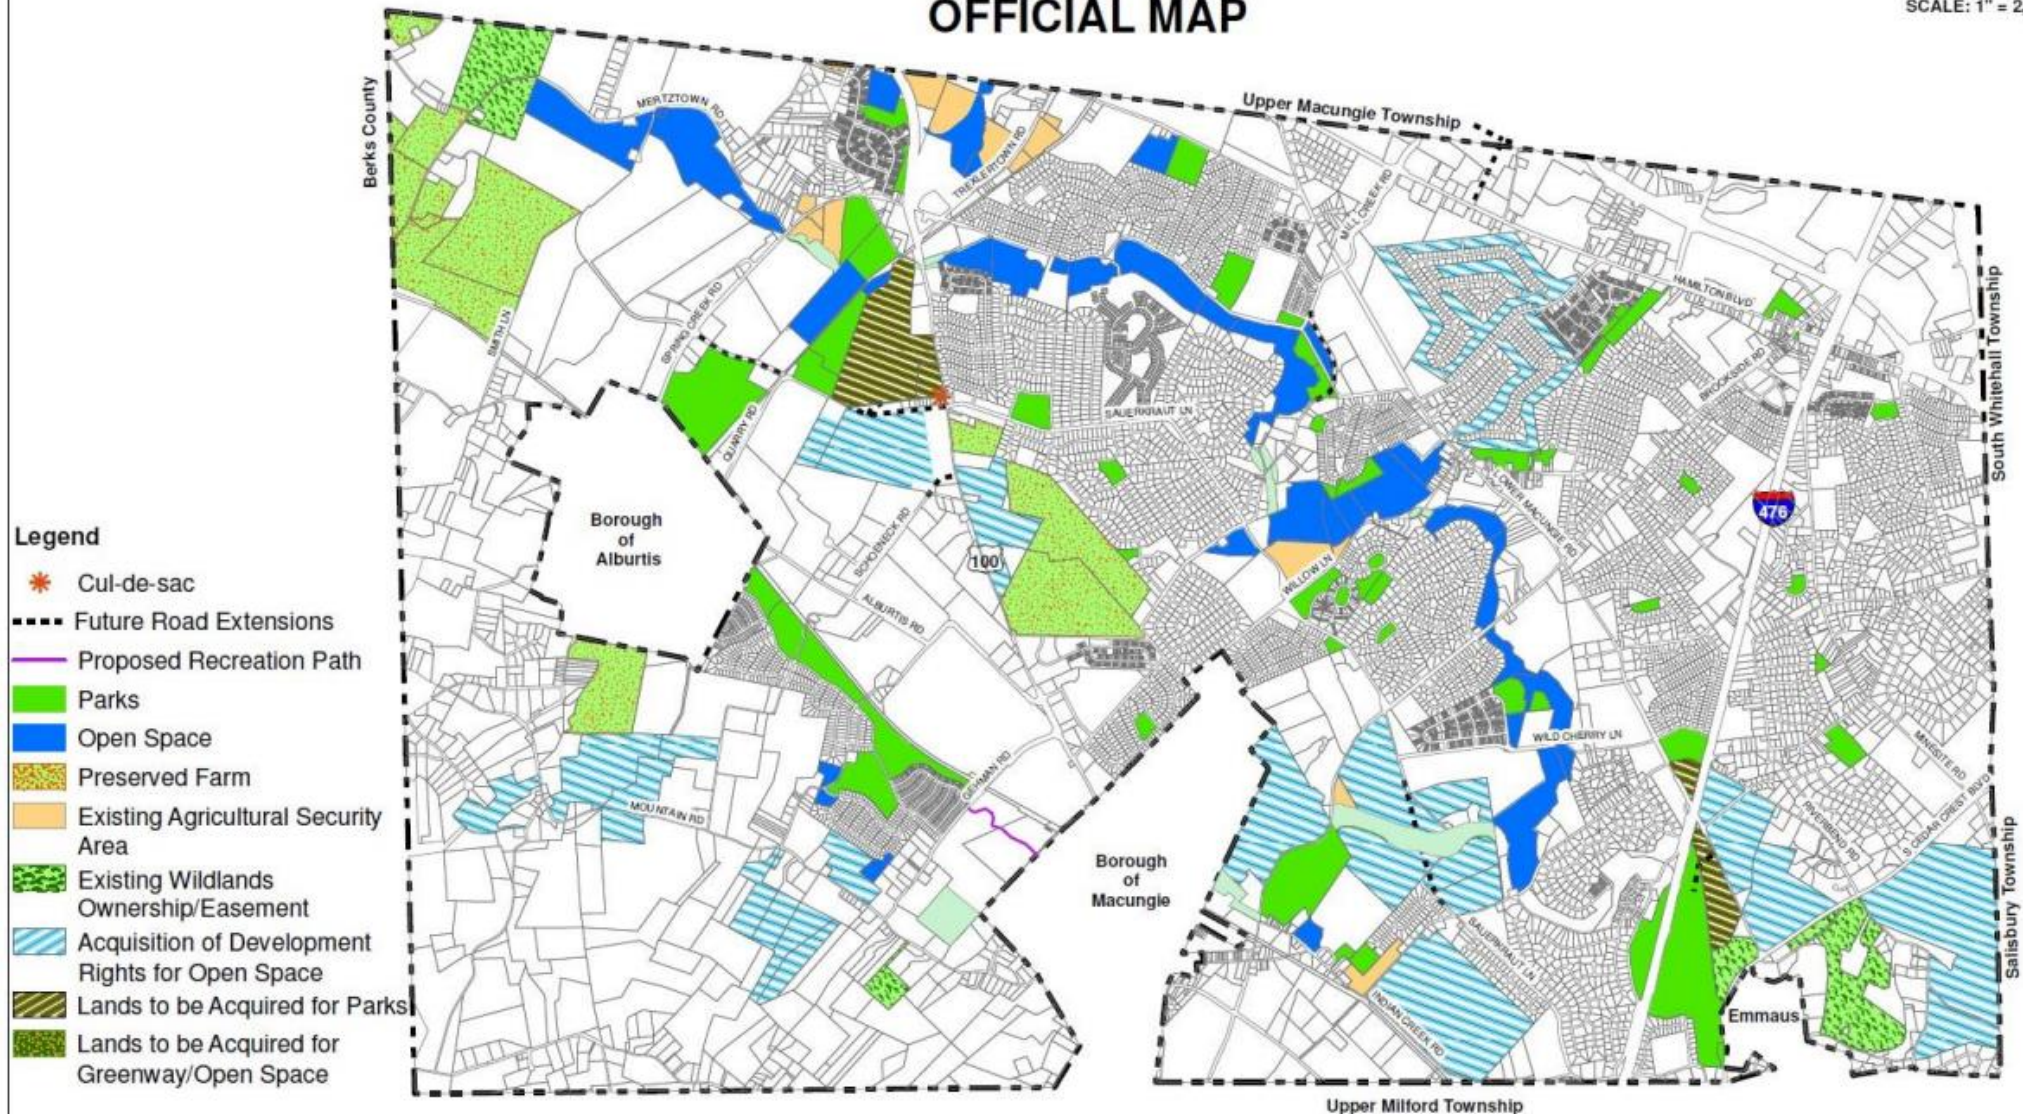 OFFICIAL MAP
SCALE: 1" = 2
Berks County
MERTZTOWN RD
Upper Macungie Township
TREXLERTOWN RD
MILL CREEK RD
HAMILTON BLVD
South Whitehall Township
SMITH LN
SPRING CREEK RD
BROOKSIDE RD
SAUERKRAUT LN
QUARRY RD
LOWER MACUNGIE RD
476
Borough
of
Alburtis
SCHOENECK RD
100
WILLOW LN
ALBURTIS RD
WILD CHERRY LN
MINESITE RD
GEHMAN RD
MOUNTAIN RD
RIVERBEND RD
S CEDAR CREST BLVD
Salisbury Township
Borough
of
Macungie
SAUERKRAUT LN
INDIAN CREEK RD
Emmaus
Upper Milford Township
Legend
Cul-de-sac
Future Road Extensions
Proposed Recreation Path
Parks
Open Space
Preserved Farm
Existing Agricultural Security
Area
Existing Wildlands
Ownership/Easement
Acquisition of Development
Rights for Open Space
Lands to be Acquired for Parks
Lands to be Acquired for
Greenway/Open Space